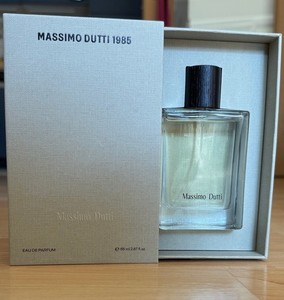 MASSIMO DUTTI 1985
Massimo Dutti
Massimo Dutti
EAU DE PARFUM